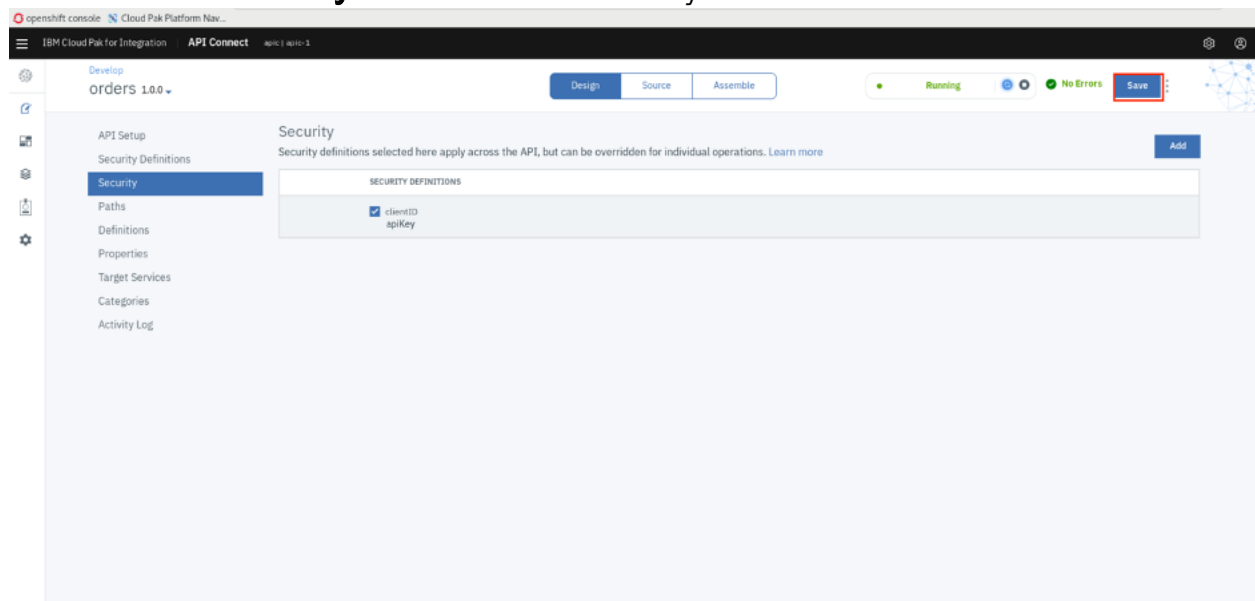 openshift console Cloud Pak Platform Nav...
IBM Cloud Pak for Integration API Connect apic | apic-1
Develop
orders 1.0.0
Design Source Assemble
Running
No Errors
Save
API Setup
Security Definitions
Security
Paths
Definitions
Properties
Target Services
Categories
Activity Log
Security
Security definitions selected here apply across the API, but can be overridden for individual operations. Learn more
Add
SECURITY DEFINITIONS
clientID
apiKey